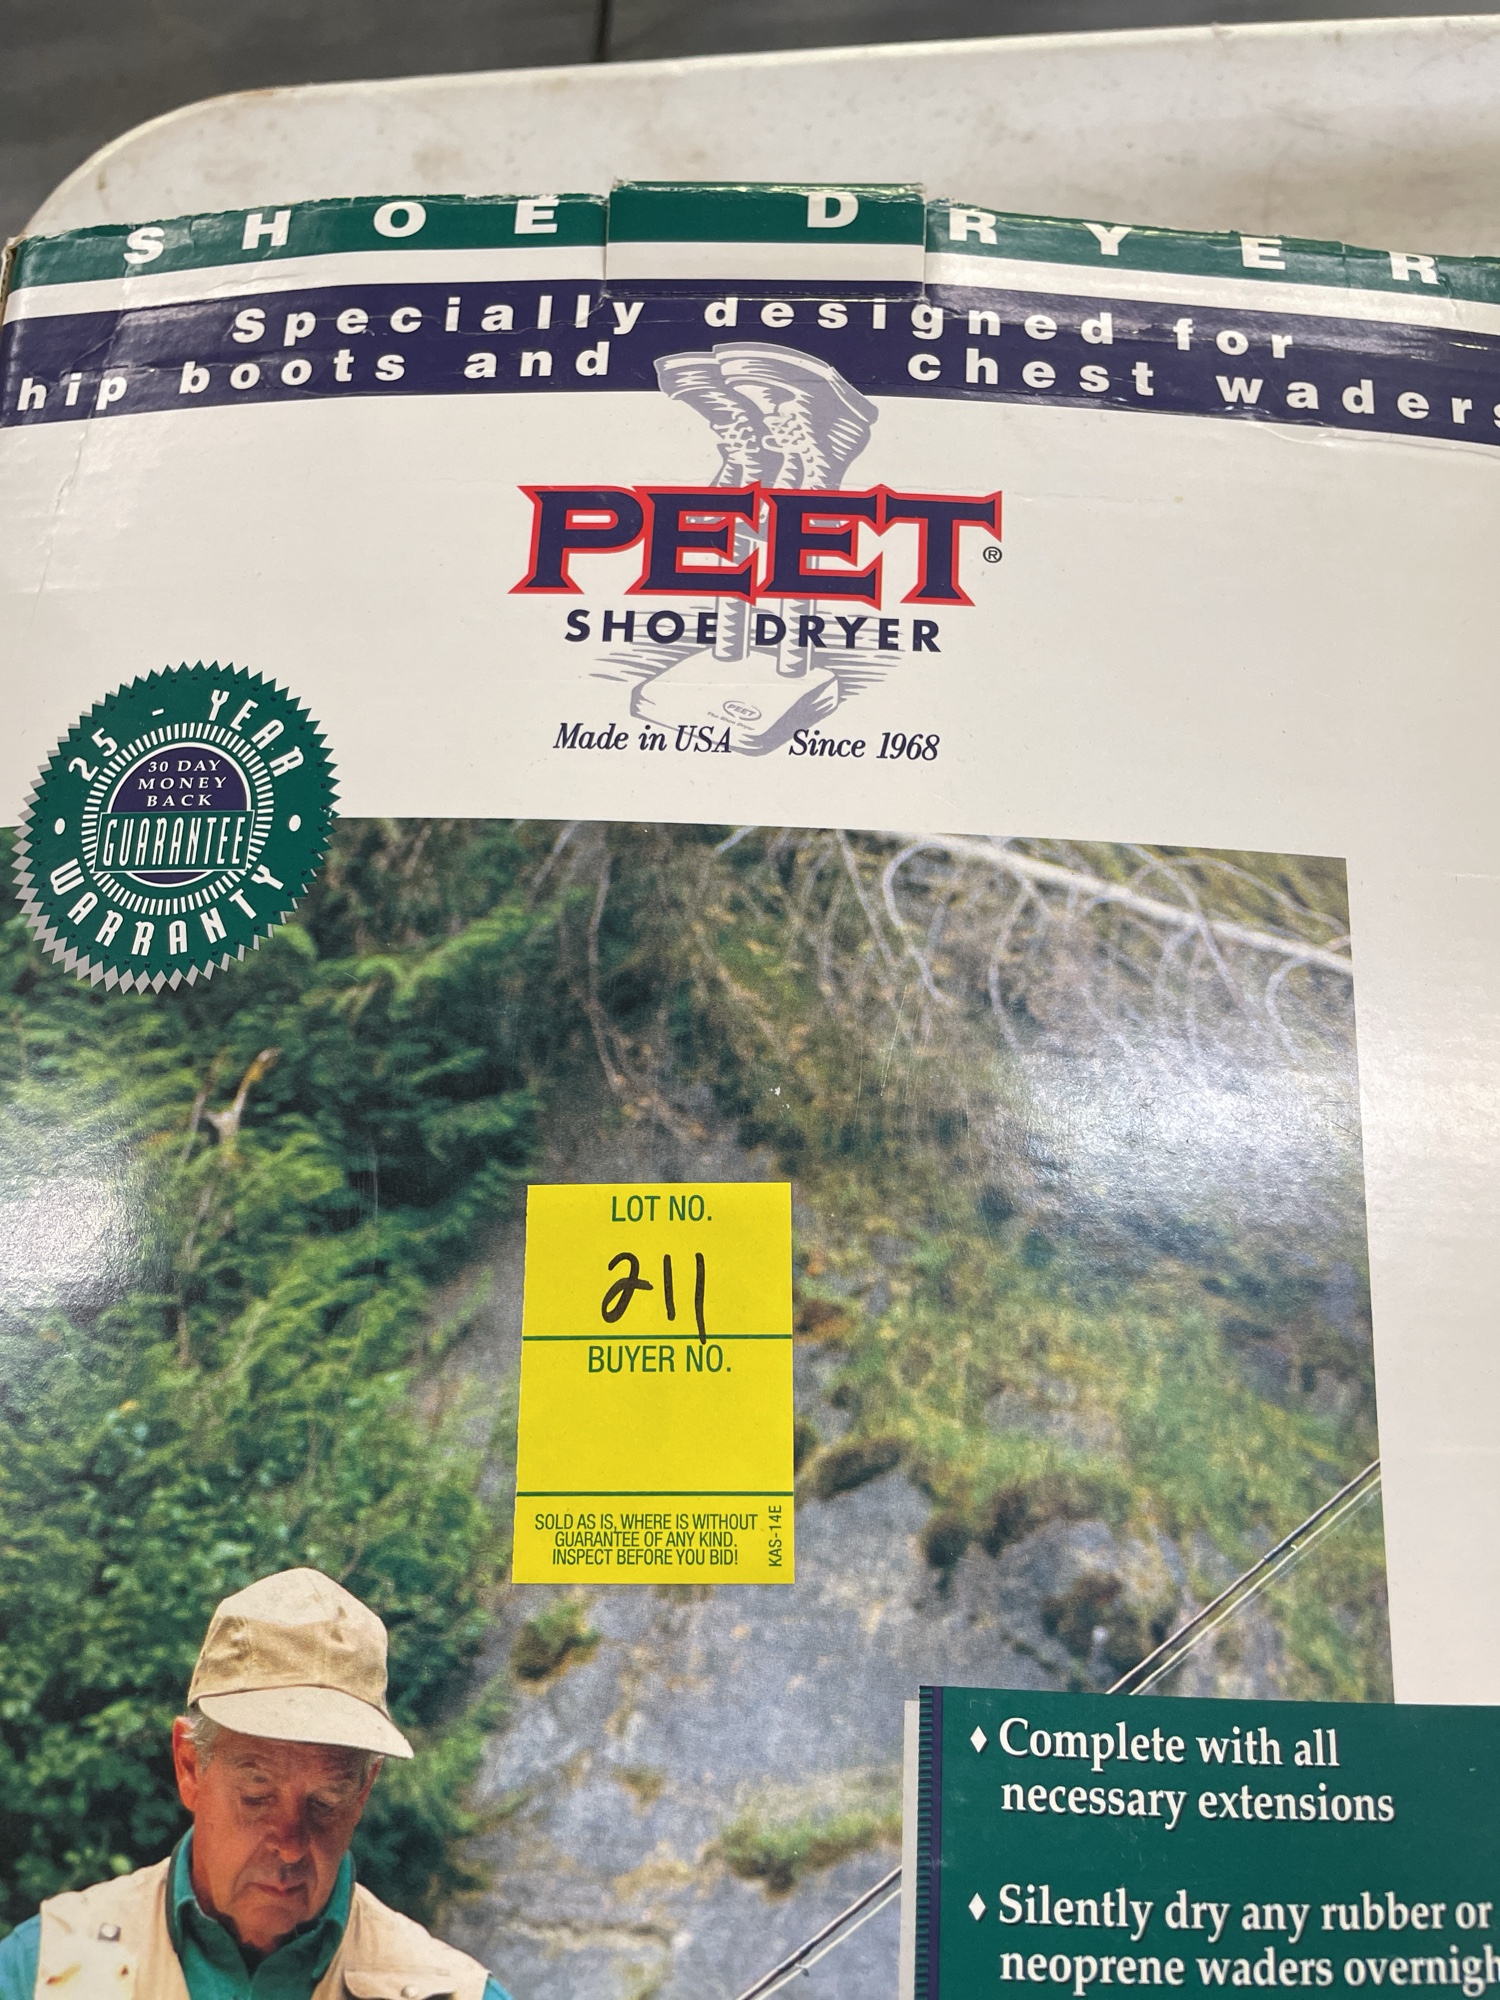 SHOE DRYER
Specially designed for
hip boots and chest waders
PEET®
SHOE DRYER
PEET
Made in USA Since 1968
25-YEAR
30 DAY
MONEY
BACK
GUARANTEE
WARRANTY
LOT NO.
211
BUYER NO.
SOLD AS IS, WHERE IS WITHOUT
GUARANTEE OF ANY KIND.
INSPECT BEFORE YOU BID!
KAS-14E
♦ Complete with all
necessary extensions
♦ Silently dry any rubber or
neoprene waders overnigh